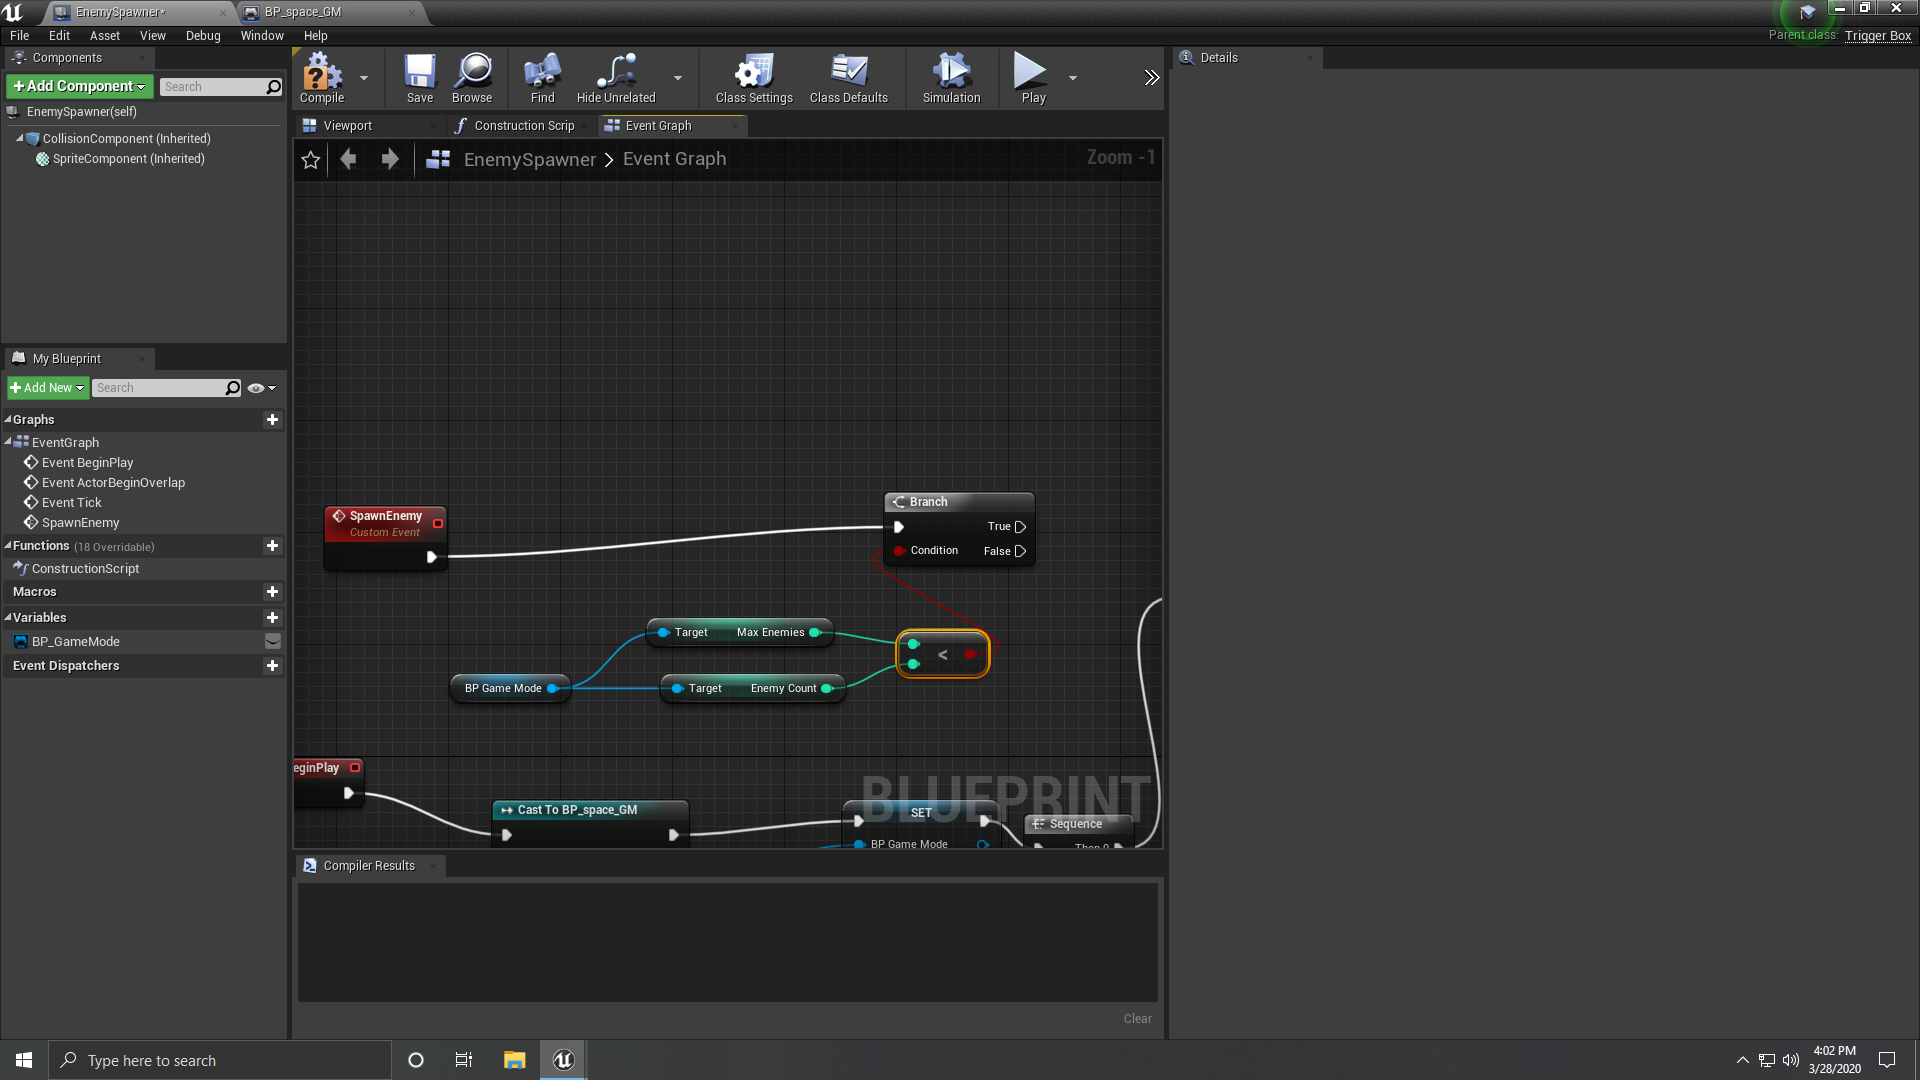 EnemySpawner*
BP_space_GM
File Edit Asset View Debug Window Help
Parent class: Trigger Box
Components
Add Component
Search
EnemySpawner(self)
CollisionComponent (Inherited)
SpriteComponent (Inherited)
My Blueprint
Add New
Search
Graphs
EventGraph
Event BeginPlay
Event ActorBeginOverlap
Event Tick
SpawnEnemy
Functions (18 Overridable)
ConstructionScript
Macros
Variables
BP_GameMode
Event Dispatchers
Compile
Save
Browse
Find
Hide Unrelated
Class Settings
Class Defaults
Simulation
Play
Viewport
Construction Scrip
Event Graph
EnemySpawner > Event Graph
Zoom -1
SpawnEnemy
Custom Event
Branch
True
Condition
False
Target Max Enemies
<
BP Game Mode
Target Enemy Count
eginPlay
Cast To BP_space_GM
SET
BP Game Mode
Sequence
Then 0
BLUEPRINT
Compiler Results
Clear
Details
Type here to search
4:02 PM
3/28/2020